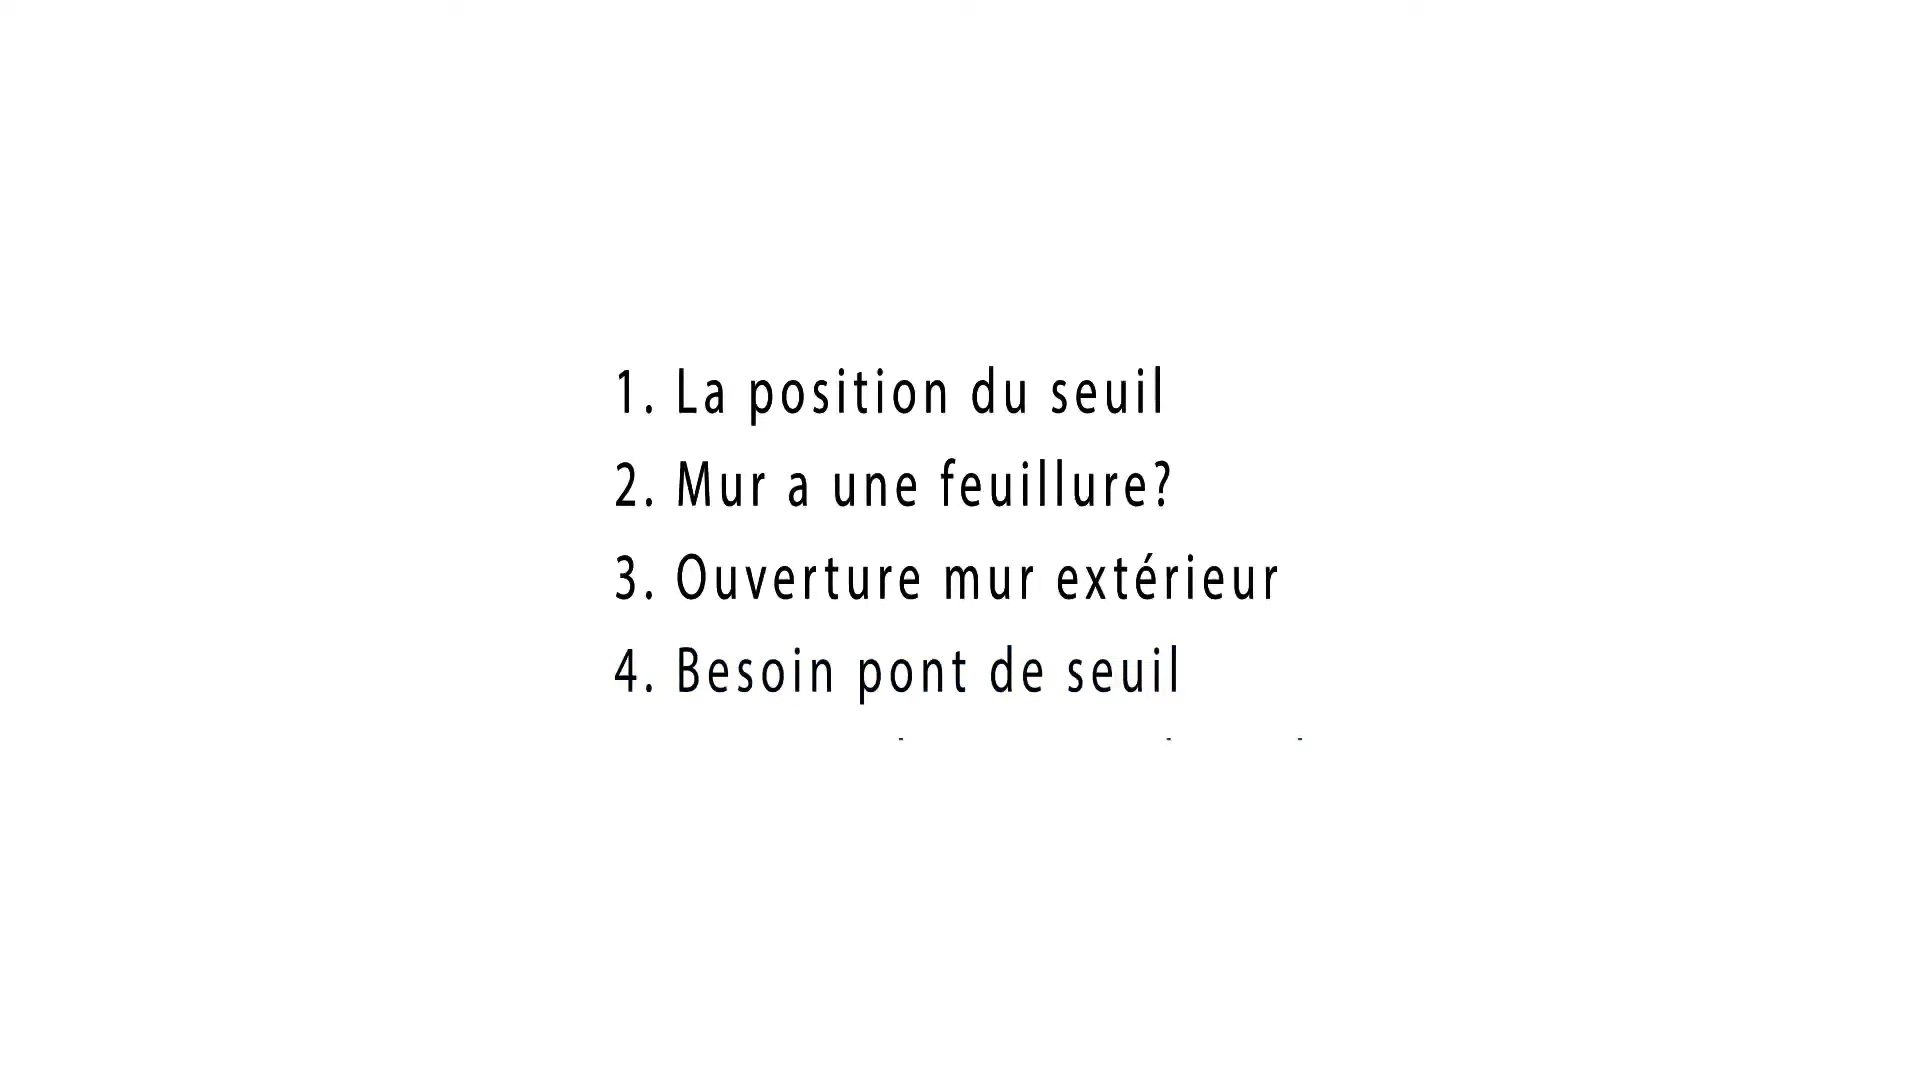 1. La position du seuil
2. Mur a une feuillure?
3. Ouverture mur extérieur
4. Besoin pont de seuil